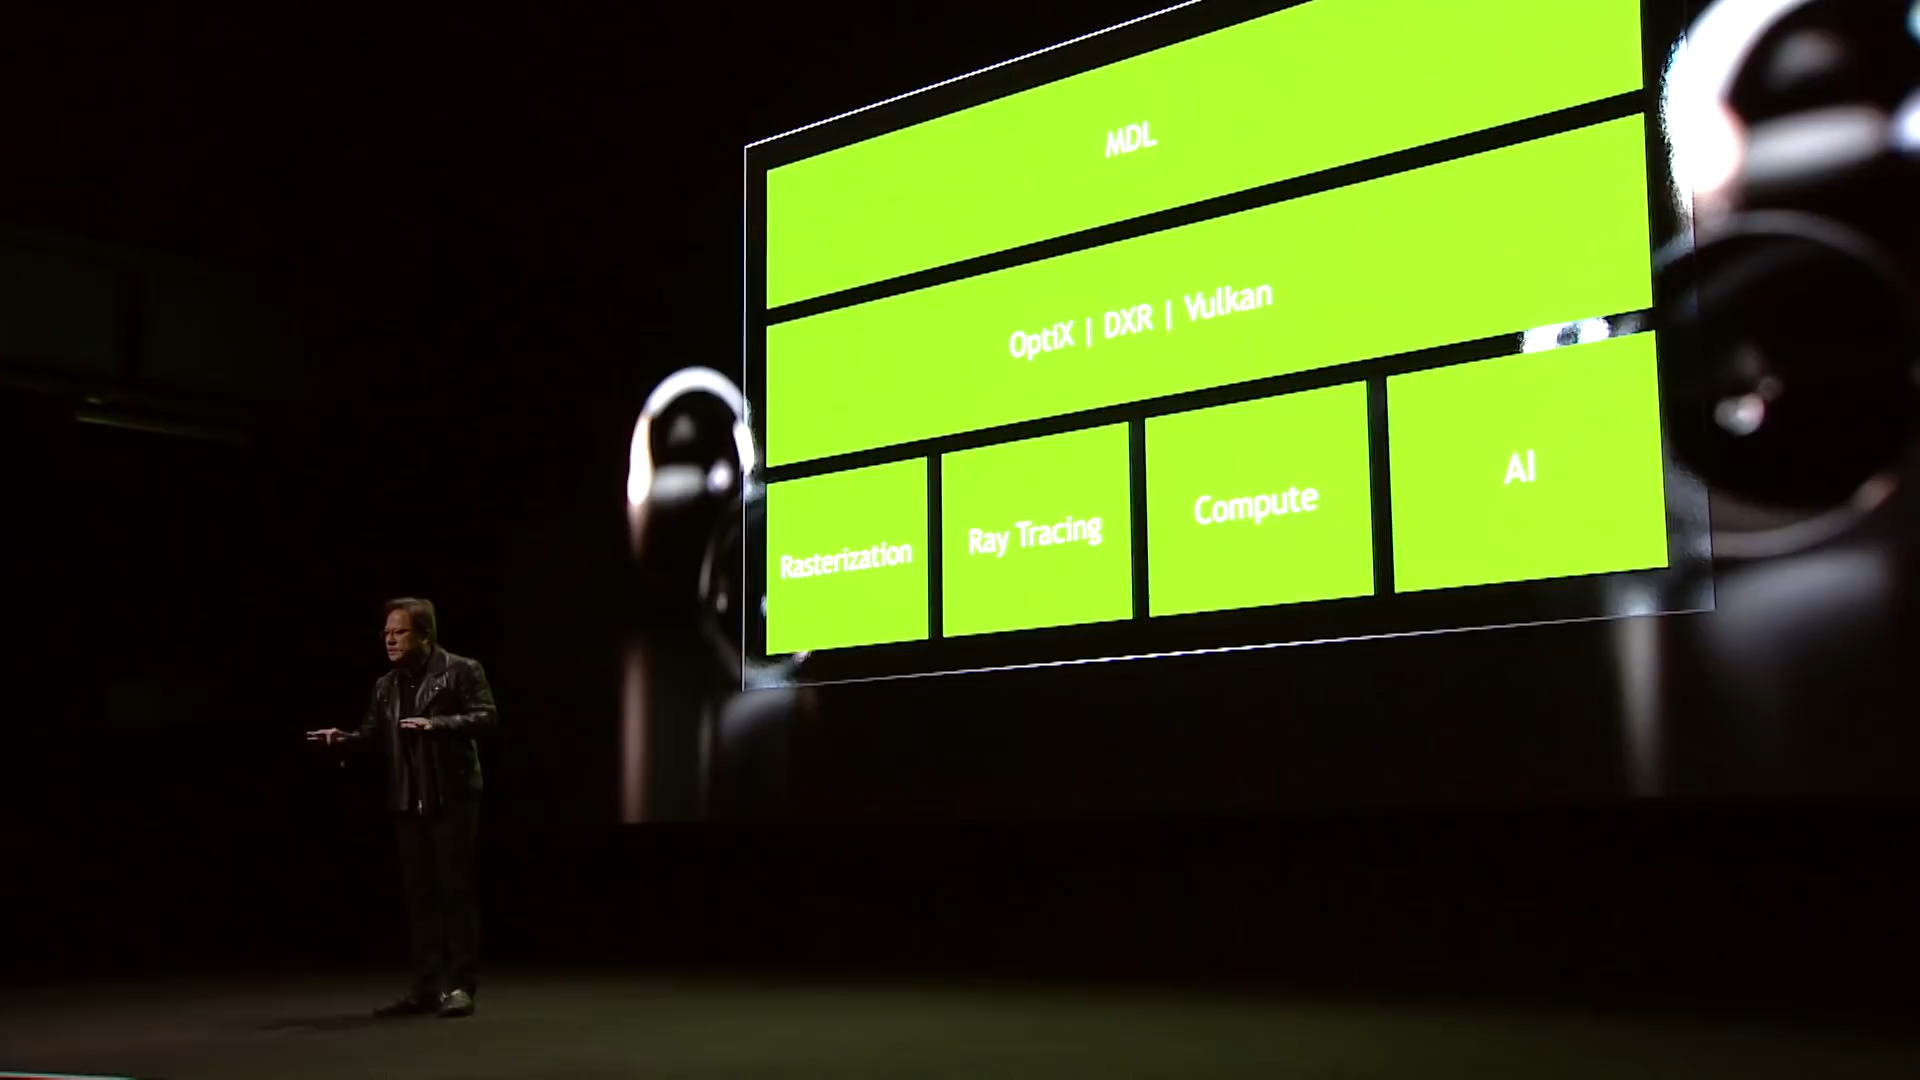 MDL
OptiX | DXR | Vulkan
Rasterization
Ray Tracing
Compute
AI